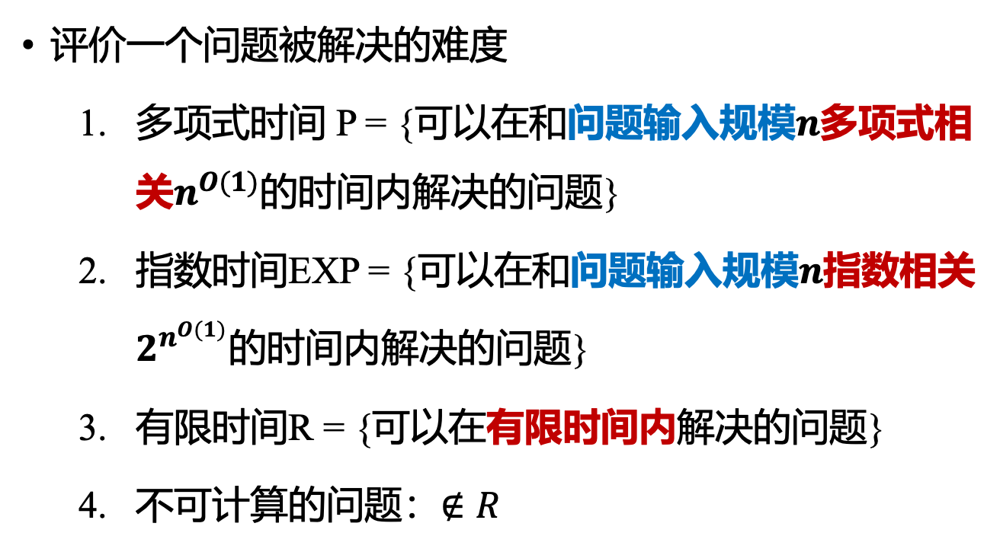 • 评价一个问题被解决的难度
1. 多项式时间 P = {可以在和问题输入规模n多项式相
关n^{O(1)}的时间内解决的问题}
2. 指数时间EXP = {可以在和问题输入规模n指数相关
2^{n^{O(1)}}的时间内解决的问题}
3. 有限时间R = {可以在有限时间内解决的问题}
4. 不可计算的问题：∉ R